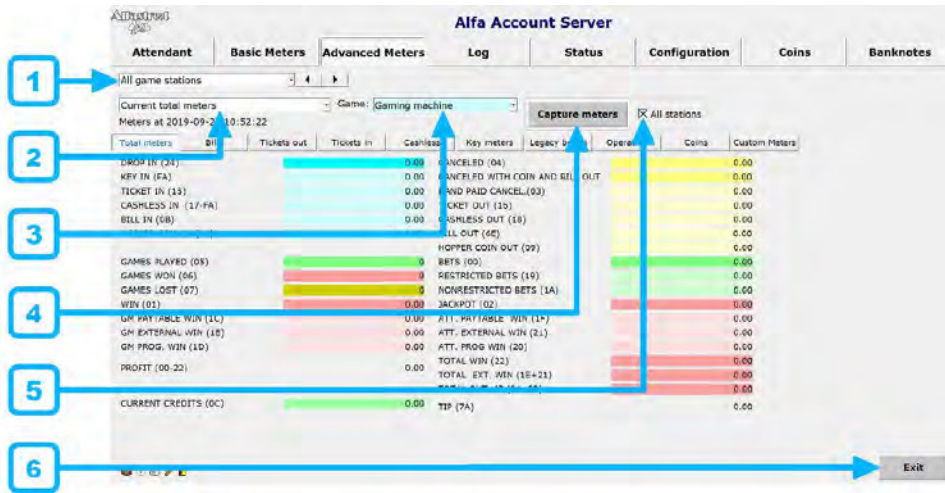 Alfa Account Server
Attendant Basic Meters Advanced Meters Log Status Configuration Coins Banknotes
1
All game stations
Current total meters Game: Gaming machine Capture meters All stations
Meters at 2019-09-2 10:52:22
2
Total meters Bil Tickets out Tickets in Cashless Key meters Legacy b Opera Coins Custom Meters
DROP IN (24) 0.00 CANCELED (04) 0.00
KEY IN (FA) 0.00 CANCELED WITH COIN AND BILL OUT 0.00
TICKET IN (15) 0.00 HAND PAID CANCEL.(03) 0.00
CASHLESS IN (17-FA) 0.00 TICKET OUT (16) 0.00
BILL IN (0B) 0.00 CASHLESS OUT (18) 0.00
3
BILL OUT (6E) 0.00
HOPPER COIN OUT (09) 0.00
GAMES PLAYED (05) 0 BETS (00) 0.00
GAMES WON (06) 0 RESTRICTED BETS (19) 0.00
GAMES LOST (07) 0 NONRESTRICTED BETS (1A) 0.00
4
WIN (01) 0.00 JACKPOT (02) 0.00
GM PAYTABLE WIN (1C) 0.00 ATT. PAYTABLE WIN (1F) 0.00
GM EXTERNAL WIN (1E) 0.00 ATT. EXTERNAL WIN (21) 0.00
GM PROG. WIN (1D) 0.00 ATT. PROG WIN (20) 0.00
TOTAL WIN (22) 0.00
PROFIT (00-22) 0.00
TOTAL EXT. WIN (1E+21) 0.00
5
0.00
CURRENT CREDITS (0C) 0.00 TIP (7A) 0.00
6
Exit